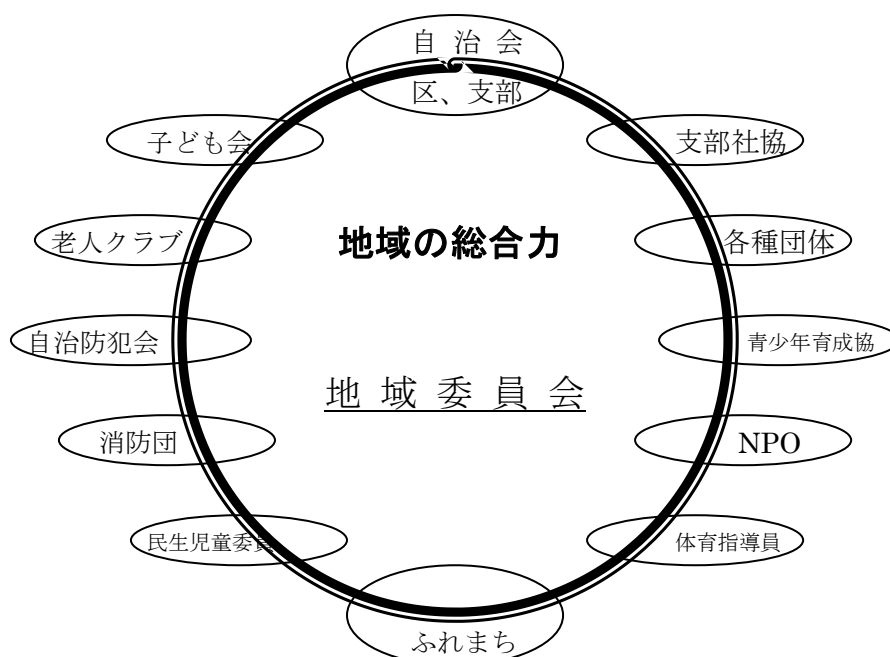 自 治 会
区、支部
子ども会
支部社協
老人クラブ
各種団体
地域の総合力
自治防犯会
青少年育成協
地 域 委 員 会
消防団
NPO
民生児童委員
体育指導員
ふれまち